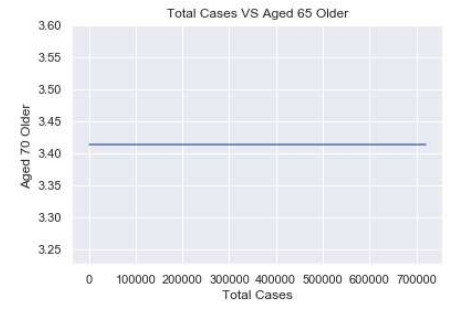 Total Cases VS Aged 65 Older
3.60
3.55
3.50
3.45
3.40
3.35
3.30
3.25
Aged 70 Older
0 100000 200000 300000 400000 500000 600000 700000
Total Cases